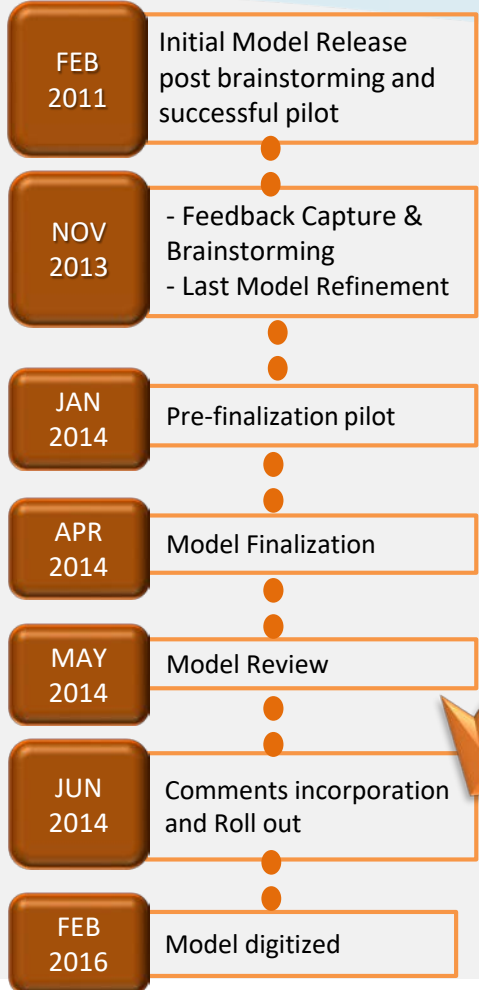 FEB
2011
Initial Model Release
post brainstorming and
successful pilot
NOV
2013
- Feedback Capture &
Brainstorming
- Last Model Refinement
JAN
2014
Pre-finalization pilot
APR
2014
Model Finalization
MAY
2014
Model Review
JUN
2014
Comments incorporation
and Roll out
FEB
2016
Model digitized